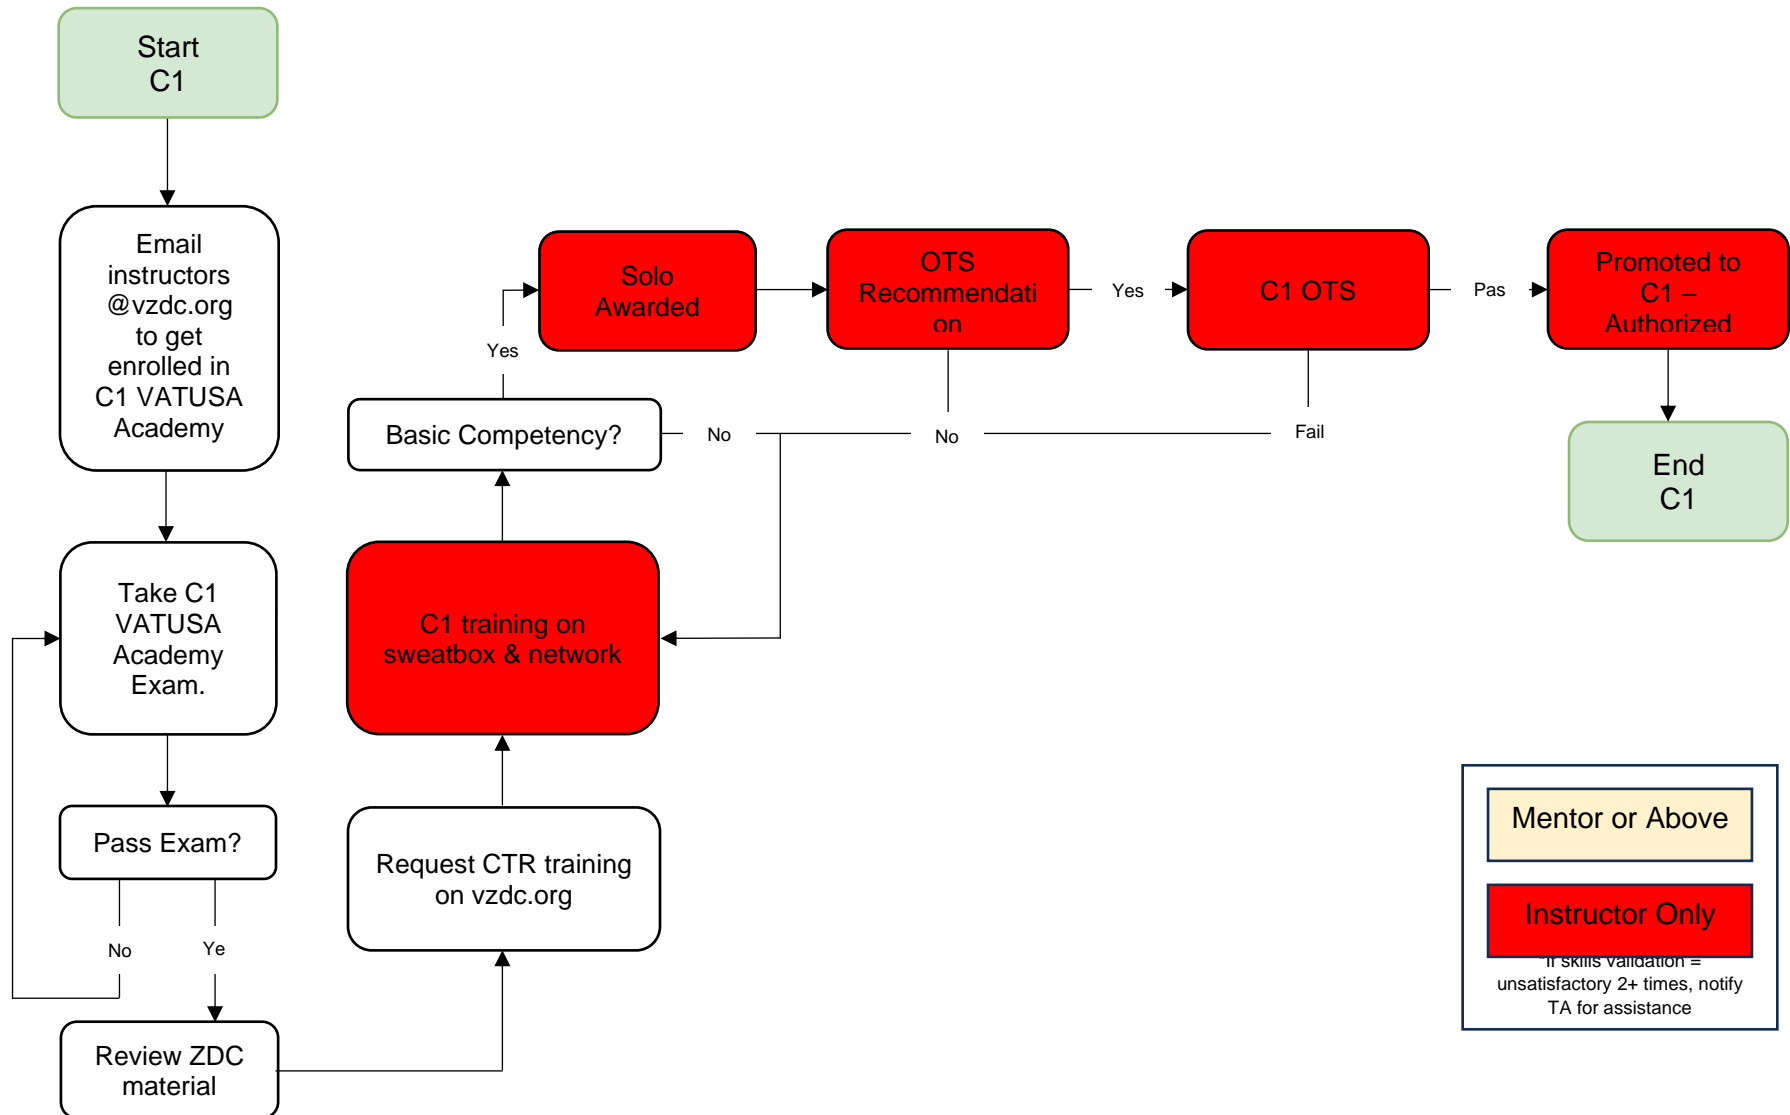 Start
C1
Email
instructors
@vzdc.org
to get
enrolled in
C1 VATUSA
Academy
Take C1
VATUSA
Academy
Exam.
Pass Exam?
No
Ye
Review ZDC
material
Request CTR training
on vzdc.org
C1 training on
sweatbox & network
Basic Competency?
No
Yes
Solo
Awarded
OTS
Recommendati
on
No
Yes
C1 OTS
Fail
Pas
Promoted to
C1 –
Authorized
End
C1
Mentor or Above
Instructor Only
*If skills validation =
unsatisfactory 2+ times, notify
TA for assistance